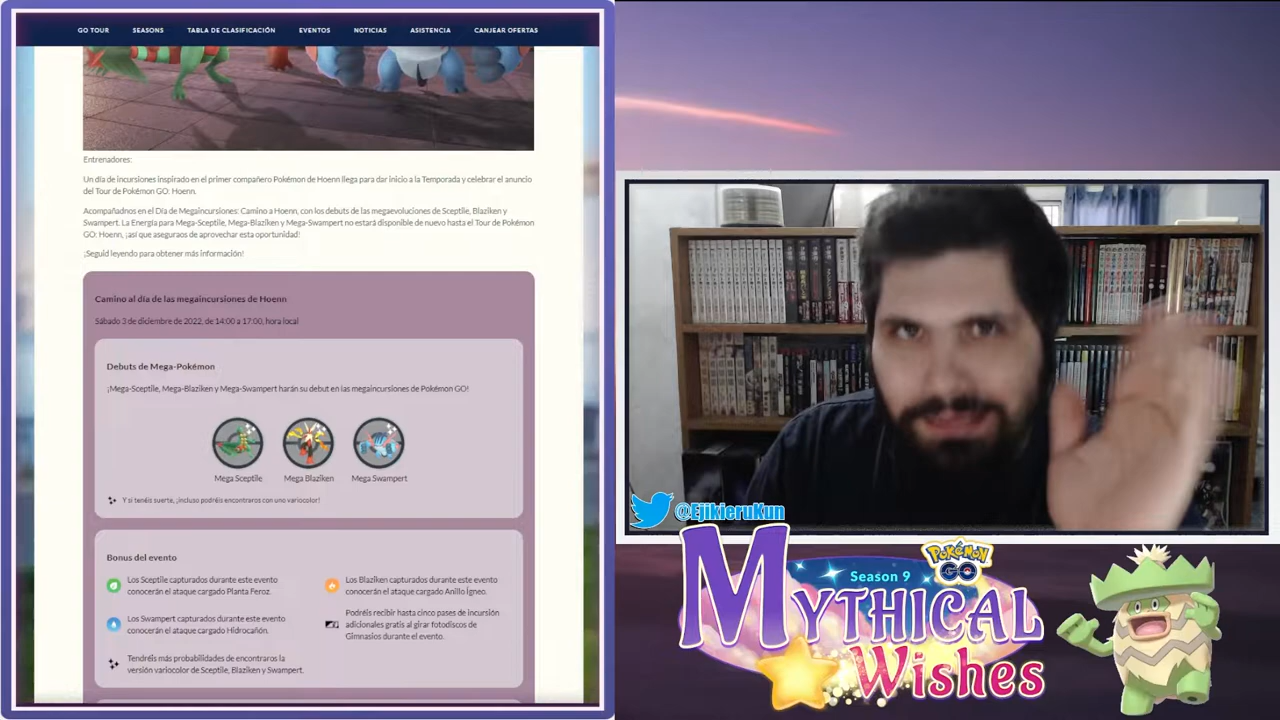 GO TOUR SEASONS TABLA DE CLASIFICACIÓN EVENTOS NOTICIAS ASISTENCIA CANJEAR OFERTAS
Entrenadores:
Un día de incursiones inspirado en el primer compañero Pokémon de Hoenn llega para dar inicio a la Temporada y celebrar el anuncio
del Tour de Pokémon GO: Hoenn.
Acompañadnos en el Día de Megaincursiones: Camino a Hoenn, con los debuts de las megaevoluciones de Sceptile, Blaziken y
Swampert. La Energía para Mega-Sceptile, Mega-Blaziken y Mega-Swampert no estará disponible de nuevo hasta el Tour de Pokémon
GO: Hoenn, ¡así que aseguraos de aprovechar esta oportunidad!
¡Seguid leyendo para obtener más información!
Camino al día de las megaincursiones de Hoenn
Sábado 3 de diciembre de 2022, de 14:00 a 17:00, hora local
Debuts de Mega-Pokémon
¡Mega-Sceptile, Mega-Blaziken y Mega-Swampert harán su debut en las megaincursiones de Pokémon GO!
Mega Sceptile Mega Blaziken Mega Swampert
Y si tenéis suerte, ¡incluso podréis encontraros con uno variocolor!
Bonus del evento
Los Sceptile capturados durante este evento
conocerán el ataque cargado Planta Feroz.
Los Swampert capturados durante este evento
conocerán el ataque cargado Hidrocañón.
Tendréis más probabilidades de encontraros la
versión variocolor de Sceptile, Blaziken y Swampert.
Los Blaziken capturados durante este evento
conocerán el ataque cargado Anillo Ígneo.
Podréis recibir hasta cinco pases de incursión
adicionales gratis al girar fotodiscos de
Gimnasios durante el evento.
@EjikieruKun
Pokémon
GO
Season 9
MYTHICAL
Wishes